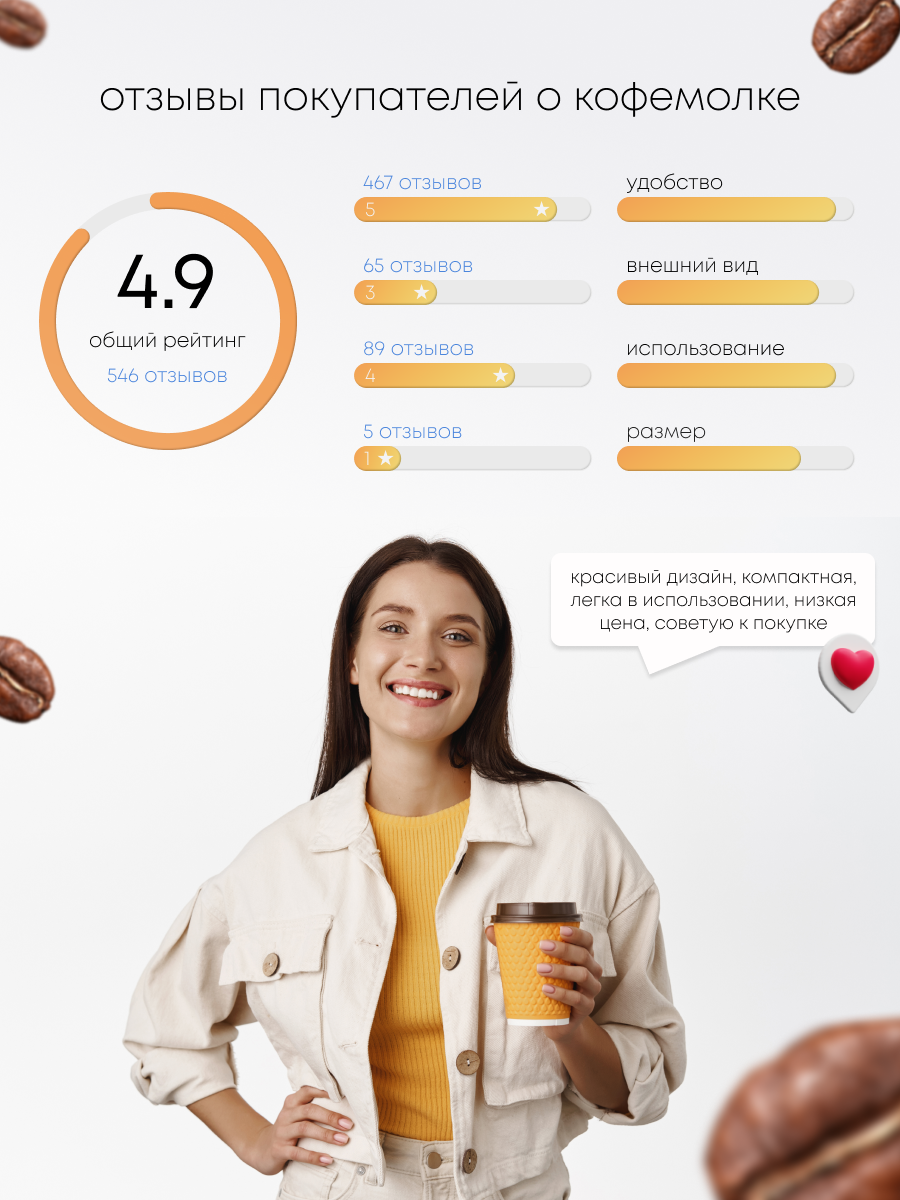 отзывы покупателей о кофемолке
4.9
общий рейтинг
546 отзывов
467 отзывов
5
65 отзывов
3
89 отзывов
4
5 отзывов
1
удобство
внешний вид
использование
размер
красивый дизайн, компактная,
легка в использовании, низкая
цена, советую к покупке